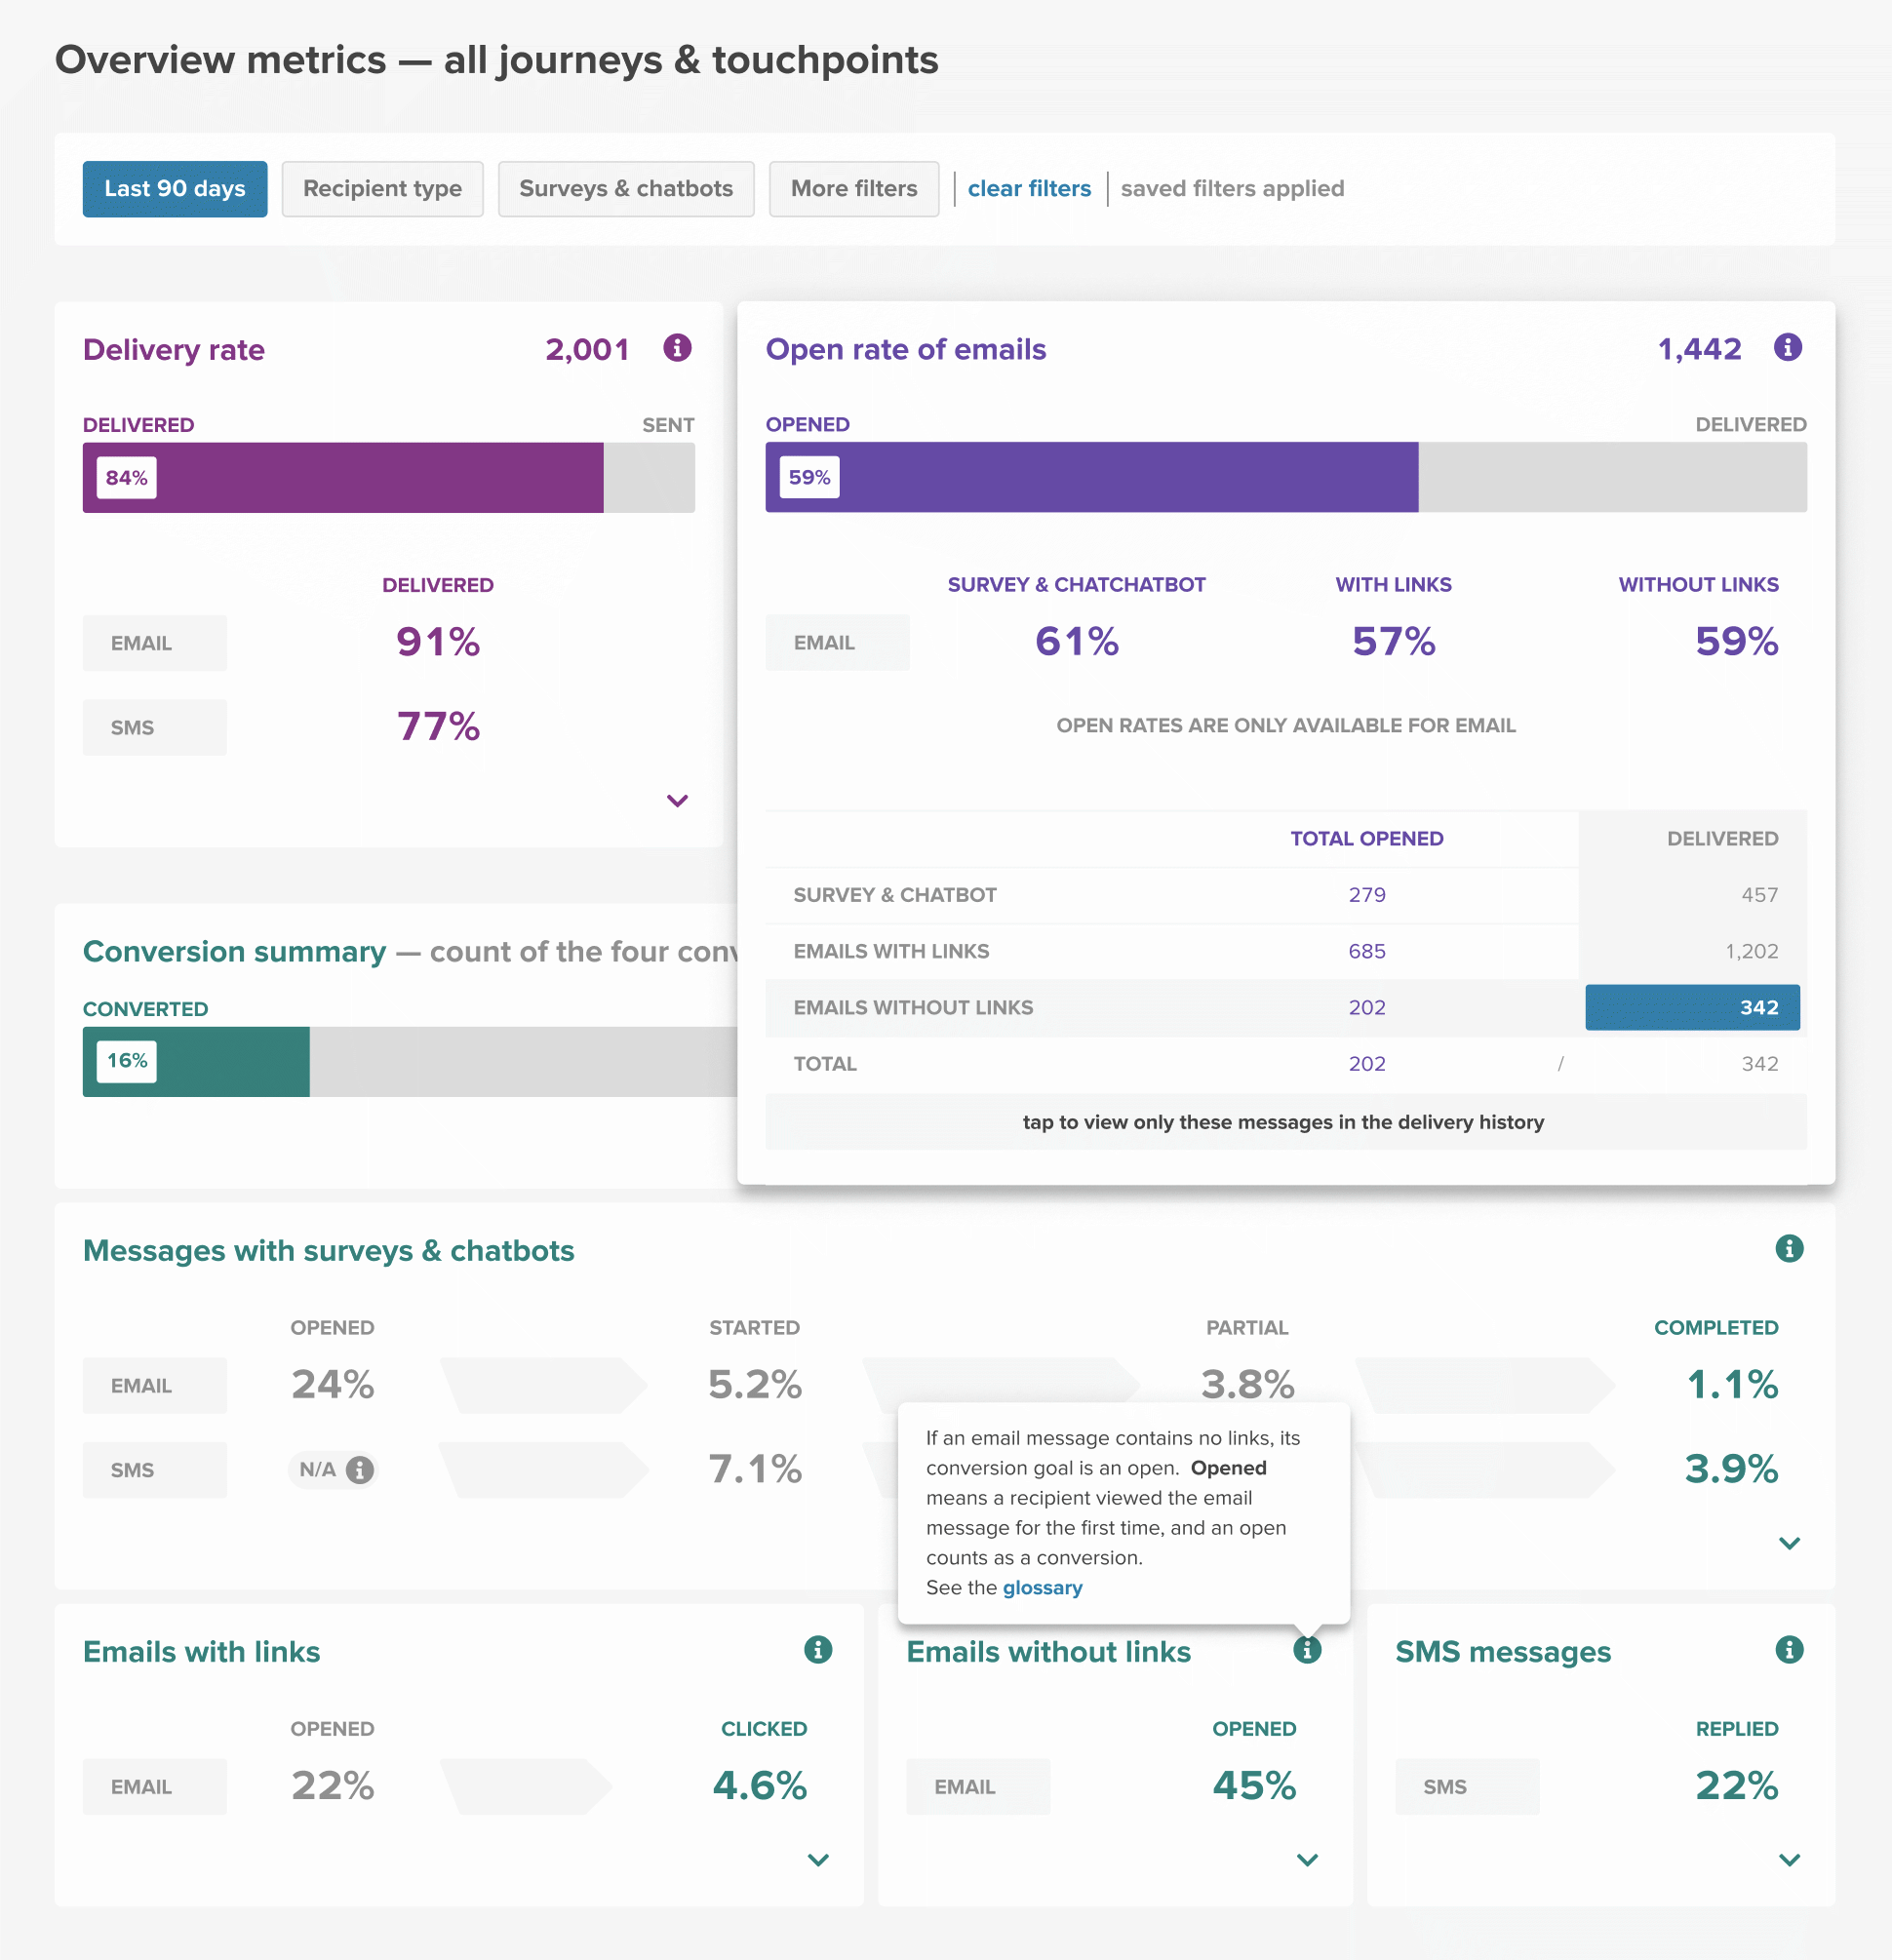 Overview metrics — all journeys & touchpoints
Last 90 days Recipient type Surveys & chatbots More filters clear filters saved filters applied
Delivery rate 2,001
DELIVERED SENT
84%
DELIVERED
EMAIL 91%
SMS 77%
Open rate of emails 1,442
OPENED DELIVERED
59%
SURVEY & CHATCHATBOT WITH LINKS WITHOUT LINKS
EMAIL 61% 57% 59%
OPEN RATES ARE ONLY AVAILABLE FOR EMAIL
TOTAL OPENED DELIVERED
SURVEY & CHATBOT 279 457
EMAILS WITH LINKS 685 1,202
EMAILS WITHOUT LINKS 202 342
TOTAL 202 / 342
tap to view only these messages in the delivery history
Conversion summary — count of the four
CONVERTED
16%
Messages with surveys & chatbots
OPENED STARTED PARTIAL COMPLETED
EMAIL 24% 5.2% 3.8% 1.1%
SMS N/A 7.1% 3.9%
If an email message contains no links, its
conversion goal is an open. Opened
means a recipient viewed the email
message for the first time, and an open
counts as a conversion.
See the glossary
Emails with links
OPENED CLICKED
EMAIL 22% 4.6%
Emails without links
OPENED
EMAIL 45%
SMS messages
REPLIED
SMS 22%